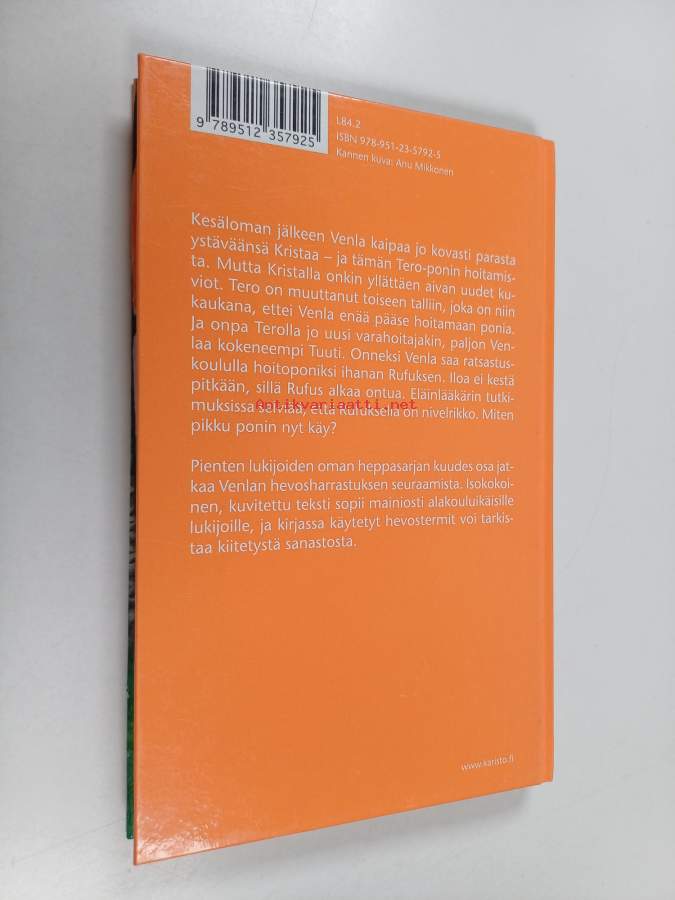 9 789512 357925
L84.2
ISBN 978-951-23-5792-5
Kannen kuva: Anu Mikkonen
Kesäloman jälkeen Venla kaipaa jo kovasti parasta
ystäväänsä Kristaa – ja tämän Tero-ponin hoitamis-
ta. Mutta Kristalla onkin yllättäen aivan uudet ku-
viot. Tero on muuttanut toiseen talliin, joka on niin
kaukana, ettei Venla enää pääse hoitamaan ponia.
Ja onpa Terolla jo uusi varahoitajakin, paljon Ven-
laa kokeneempi Tuuti. Onneksi Venla saa ratsastus-
koululla hoitoponiksi ihanan Rufuksen. Iloa ei kestä
pitkään, sillä Rufus alkaa ontua. Eläinlääkärin tutki-
muksissa selviää, että Rufuksella on nivelrikko. Miten
pikku ponin nyt käy?
Antikvariaatti.net
Pienten lukijoiden oman heppasarjan kuudes osa jat-
kaa Venlan hevosharrastuksen seuraamista. Isokokoi-
nen, kuvitettu teksti sopii mainiosti alakouluikäisille
lukijoille, ja kirjassa käytetyt hevostermit voi tarkis-
taa kiitetystä sanastosta.
www.karisto.fi